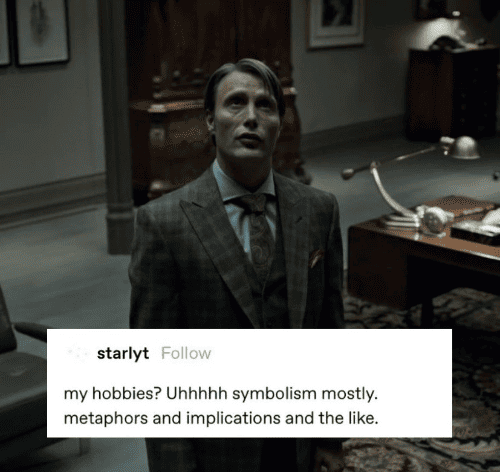 starlyt Follow
my hobbies? Uhhhhh symbolism mostly.
metaphors and implications and the like.